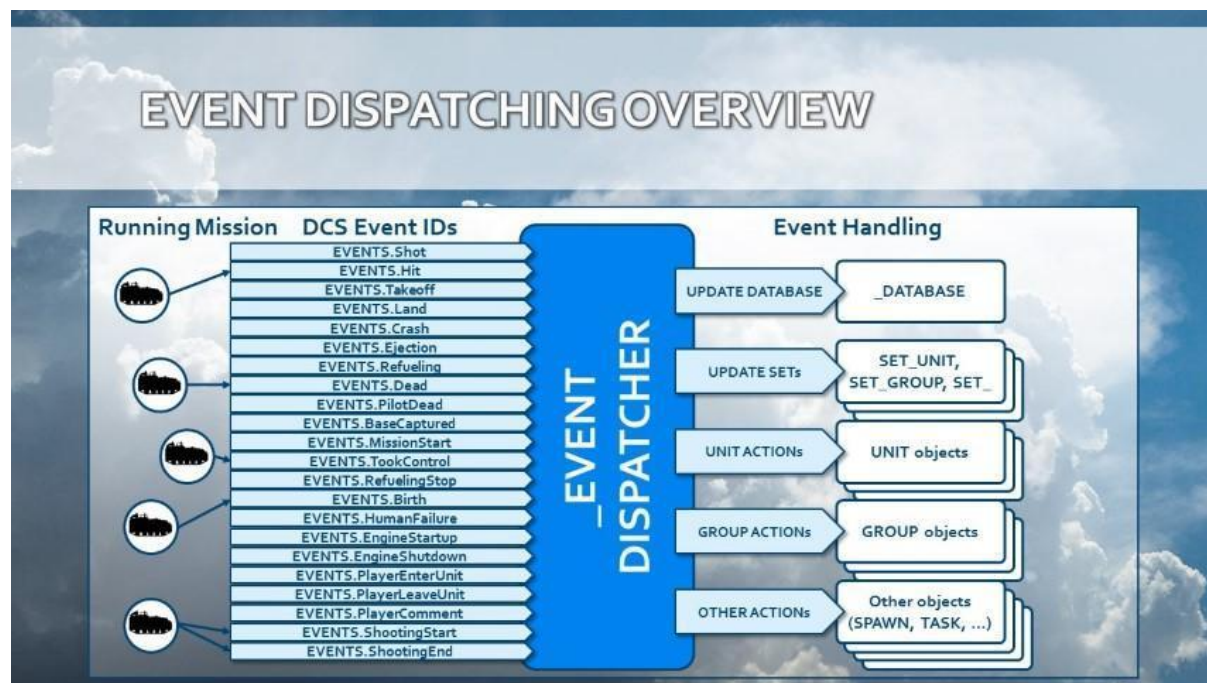 EVENT DISPATCHING OVERVIEW
Running Mission
DCS Event IDs
Event Handling
EVENTS.Shot
EVENTS.Hit
EVENTS.Takeoff
EVENTS.Land
EVENTS.Crash
EVENTS.Ejection
EVENTS.Refueling
EVENTS.Dead
EVENTS.PilotDead
EVENTS.BaseCaptured
EVENTS.MissionStart
EVENTS.TookControl
EVENTS.RefuelingStop
EVENTS.Birth
EVENTS.HumanFailure
EVENTS.EngineStartup
EVENTS.EngineShutdown
EVENTS.PlayerEnterUnit
EVENTS.PlayerLeaveUnit
EVENTS.PlayerComment
EVENTS.ShootingStart
EVENTS.ShootingEnd
_EVENT
DISPATCHER
UPDATE DATABASE
_DATABASE
UPDATE SETs
SET_UNIT,
SET_GROUP, SET_
UNIT ACTIONs
UNIT objects
GROUP ACTIONs
GROUP objects
OTHER ACTIONs
Other objects
(SPAWN, TASK, ...)